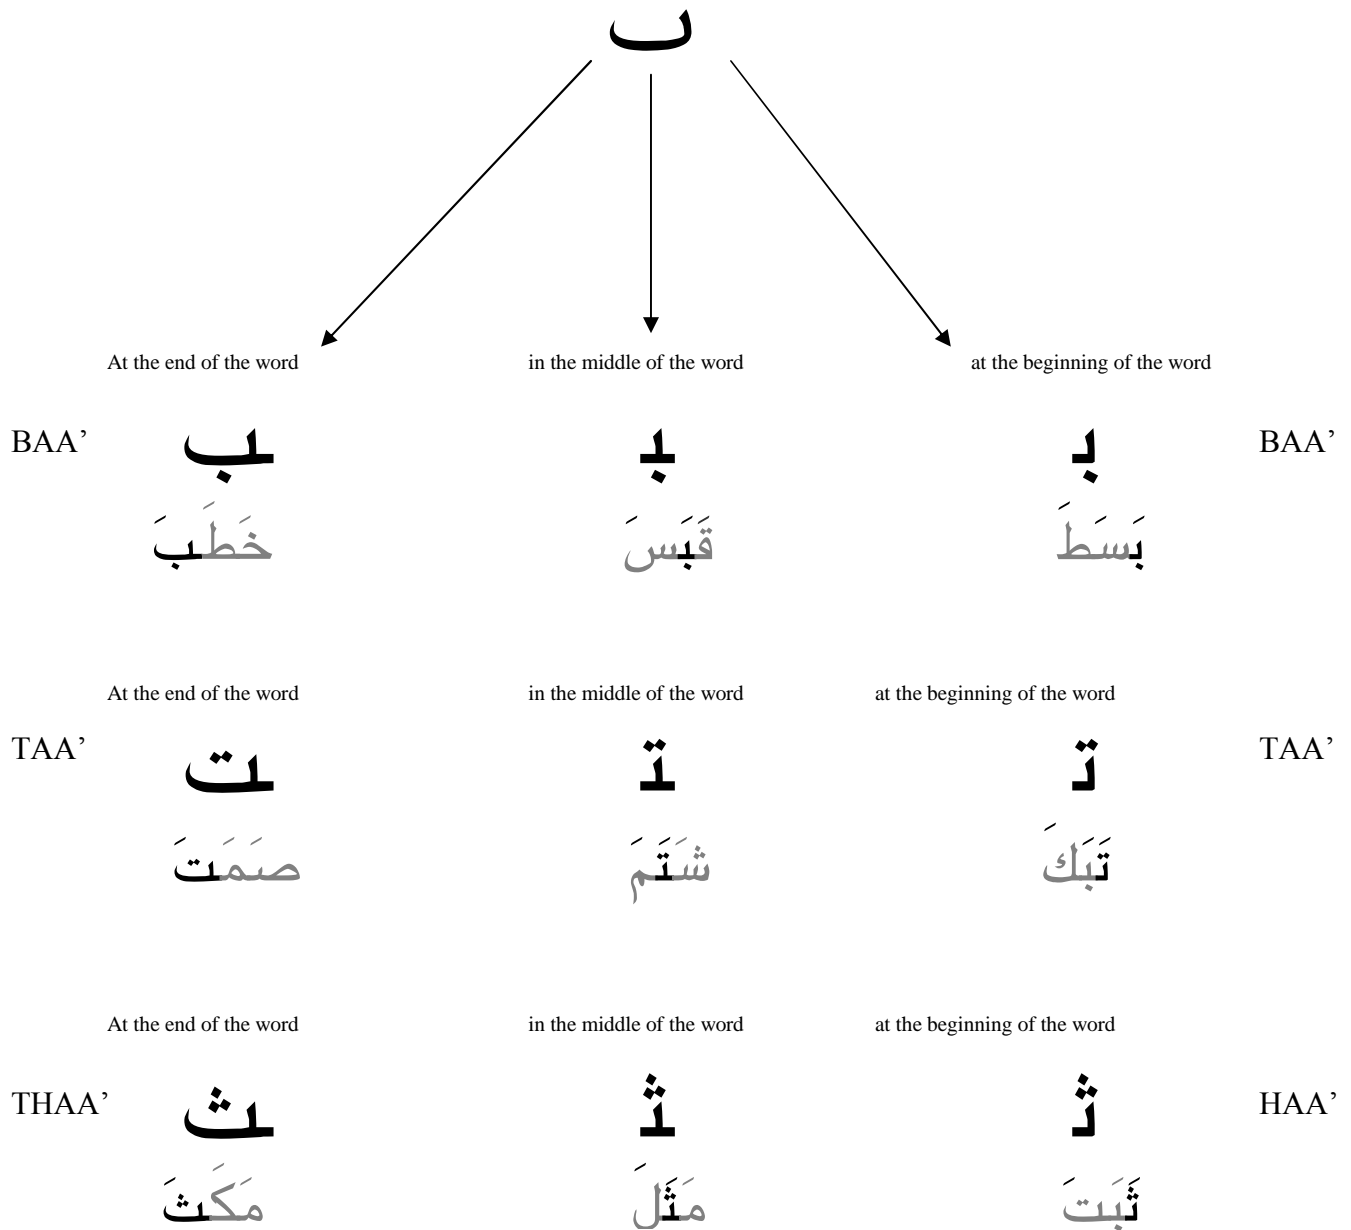 ٮ
At the end of the word in the middle of the word at the beginning of the word
BAA’ ـب ـبـ بـ BAA’
خَطَبَ قَبَسَ بَسَطَ
At the end of the word in the middle of the word at the beginning of the word
TAA’ ـت ـتـ تـ TAA’
صَمَتَ شَتَمَ تَبَكَ
At the end of the word in the middle of the word at the beginning of the word
THAA’ ـث ـثـ ثـ HAA’
مَكَثَ مَثَلَ ثَبَتَ